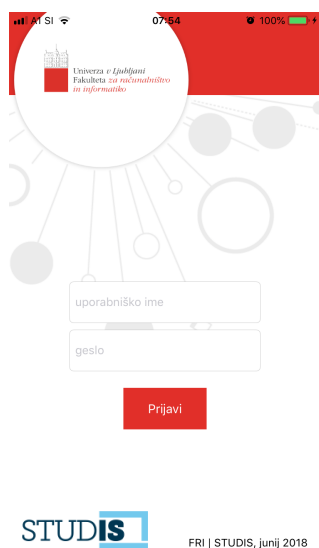 A1 SI
07:54
100%
Univerza v Ljubljani
Fakulteta za računalništvo
in informatiko
uporabniško ime
geslo
Prijavi
STUDIS
FRI | STUDIS, junij 2018